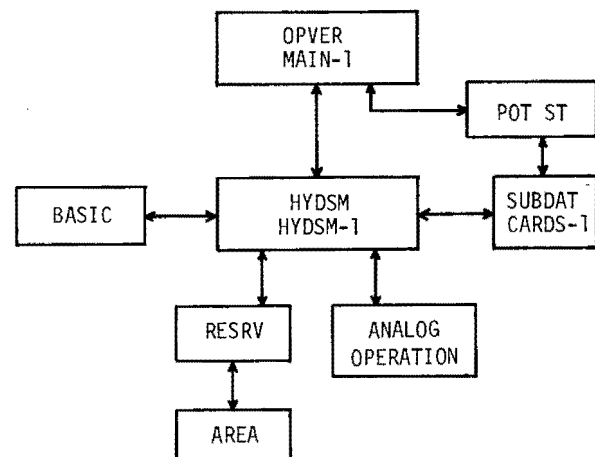 OPVER
MAIN-1
POT ST
BASIC
HYDSM
HYDSM-1
SUBDAT
CARDS-1
RESRV
ANALOG
OPERATION
AREA